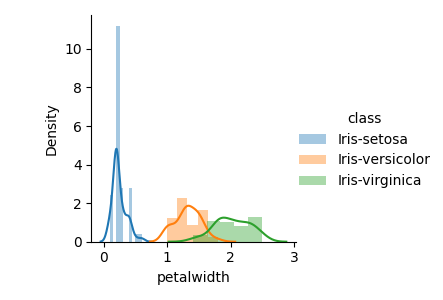 10
8
6
4
2
0
Density
0 1 2 3
petalwidth
class
Iris-setosa
Iris-versicolor
Iris-virginica